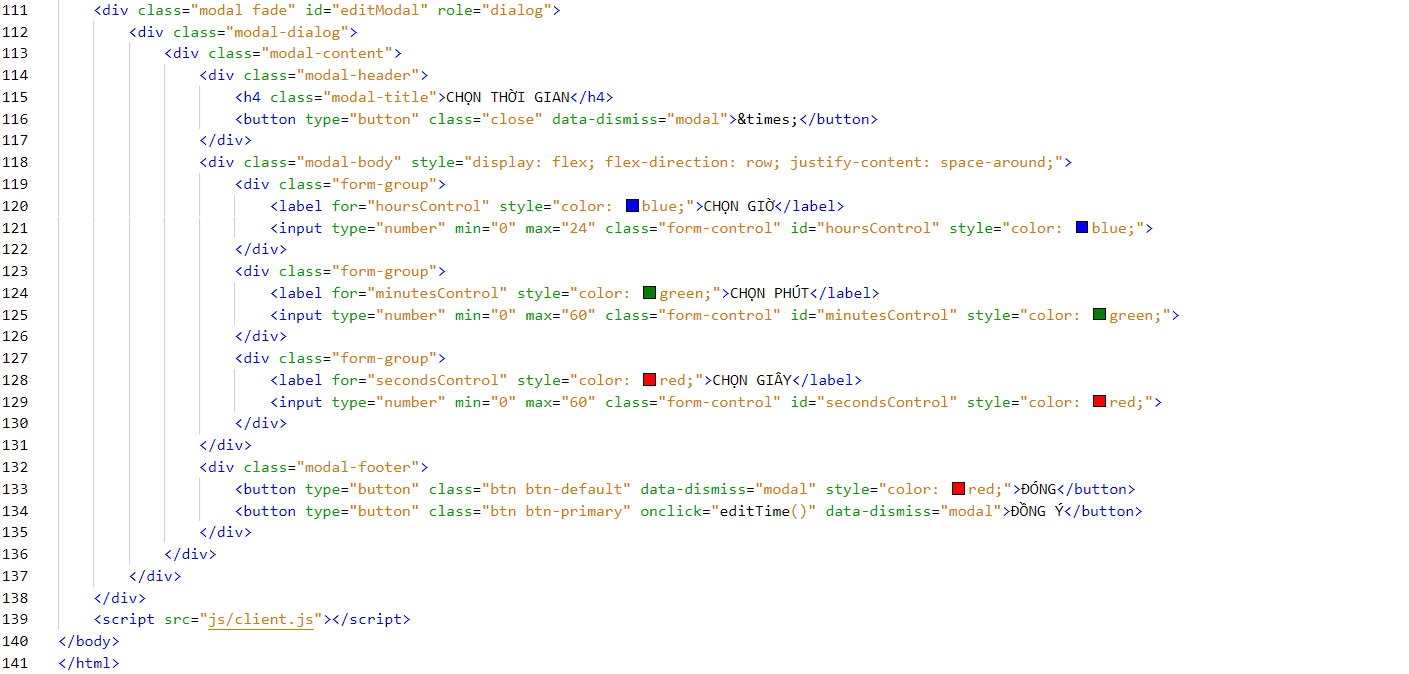 111 <div class="modal fade" id="editModal" role="dialog">
112 <div class="modal-dialog">
113 <div class="modal-content">
114 <div class="modal-header">
115 <h4 class="modal-title">CHỌN THỜI GIAN</h4>
116 <button type="button" class="close" data-dismiss="modal">&times;</button>
117 </div>
118 <div class="modal-body" style="display: flex; flex-direction: row; justify-content: space-around;">
119 <div class="form-group">
120 <label for="hoursControl" style="color: blue;">CHỌN GIỜ</label>
121 <input type="number" min="0" max="24" class="form-control" id="hoursControl" style="color: blue;">
122 </div>
123 <div class="form-group">
124 <label for="minutesControl" style="color: green;">CHỌN PHÚT</label>
125 <input type="number" min="0" max="60" class="form-control" id="minutesControl" style="color: green;">
126 </div>
127 <div class="form-group">
128 <label for="secondsControl" style="color: red;">CHỌN GIÂY</label>
129 <input type="number" min="0" max="60" class="form-control" id="secondsControl" style="color: red;">
130 </div>
131 </div>
132 <div class="modal-footer">
133 <button type="button" class="btn btn-default" data-dismiss="modal" style="color: red;">ĐÓNG</button>
134 <button type="button" class="btn btn-primary" onclick="editTime()" data-dismiss="modal">ĐỒNG Ý</button>
135 </div>
136 </div>
137 </div>
138 </div>
139 <script src="js/client.js"></script>
140 </body>
141 </html>